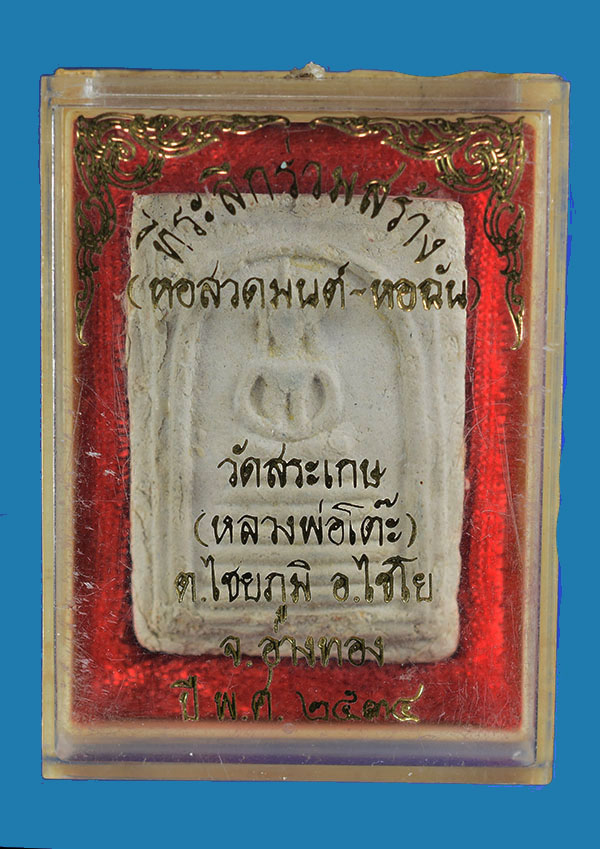 ที่ระลึกร่วมสร้าง
(หอสวดมนต์-หอฉัน)
วัดสระเกษ
(หลวงพ่อโต๊ะ)
ต.ไชยภูมิ อ.ไชโย
จ.อ่างทอง
ปี พ.ศ. ๒๕๓๔